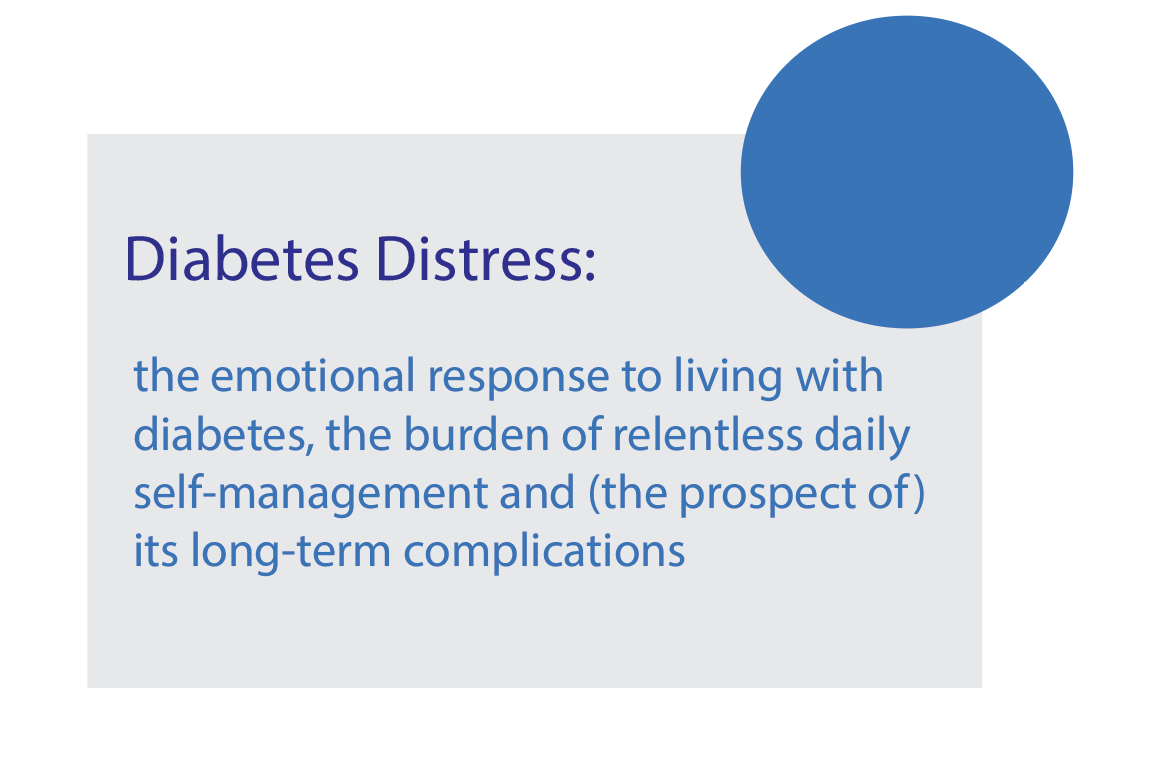 Diabetes Distress:
the emotional response to living with
diabetes, the burden of relentless daily
self-management and (the prospect of)
its long-term complications